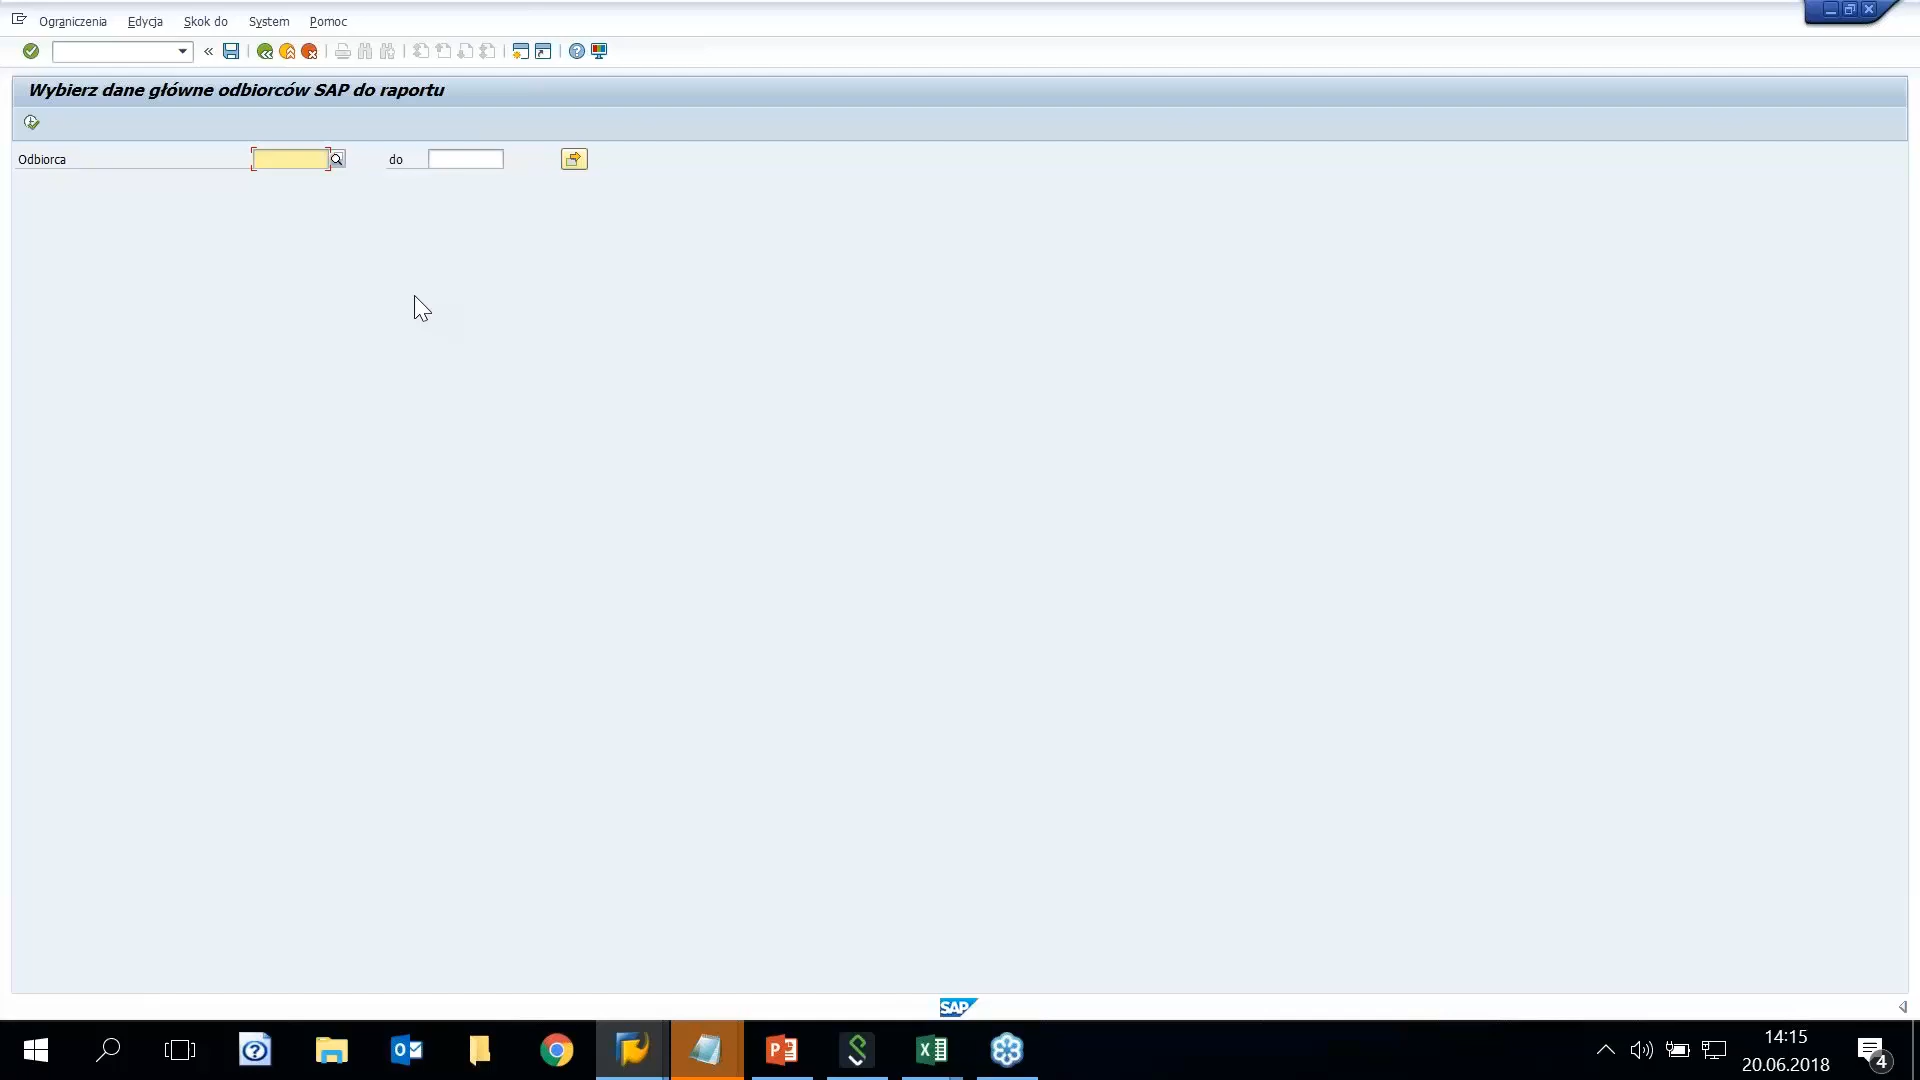 Ograniczenia Edycja Skok do System Pomoc
Wybierz dane główne odbiorców SAP do raportu
Odbiorca do
SAP
14:15
20.06.2018
4